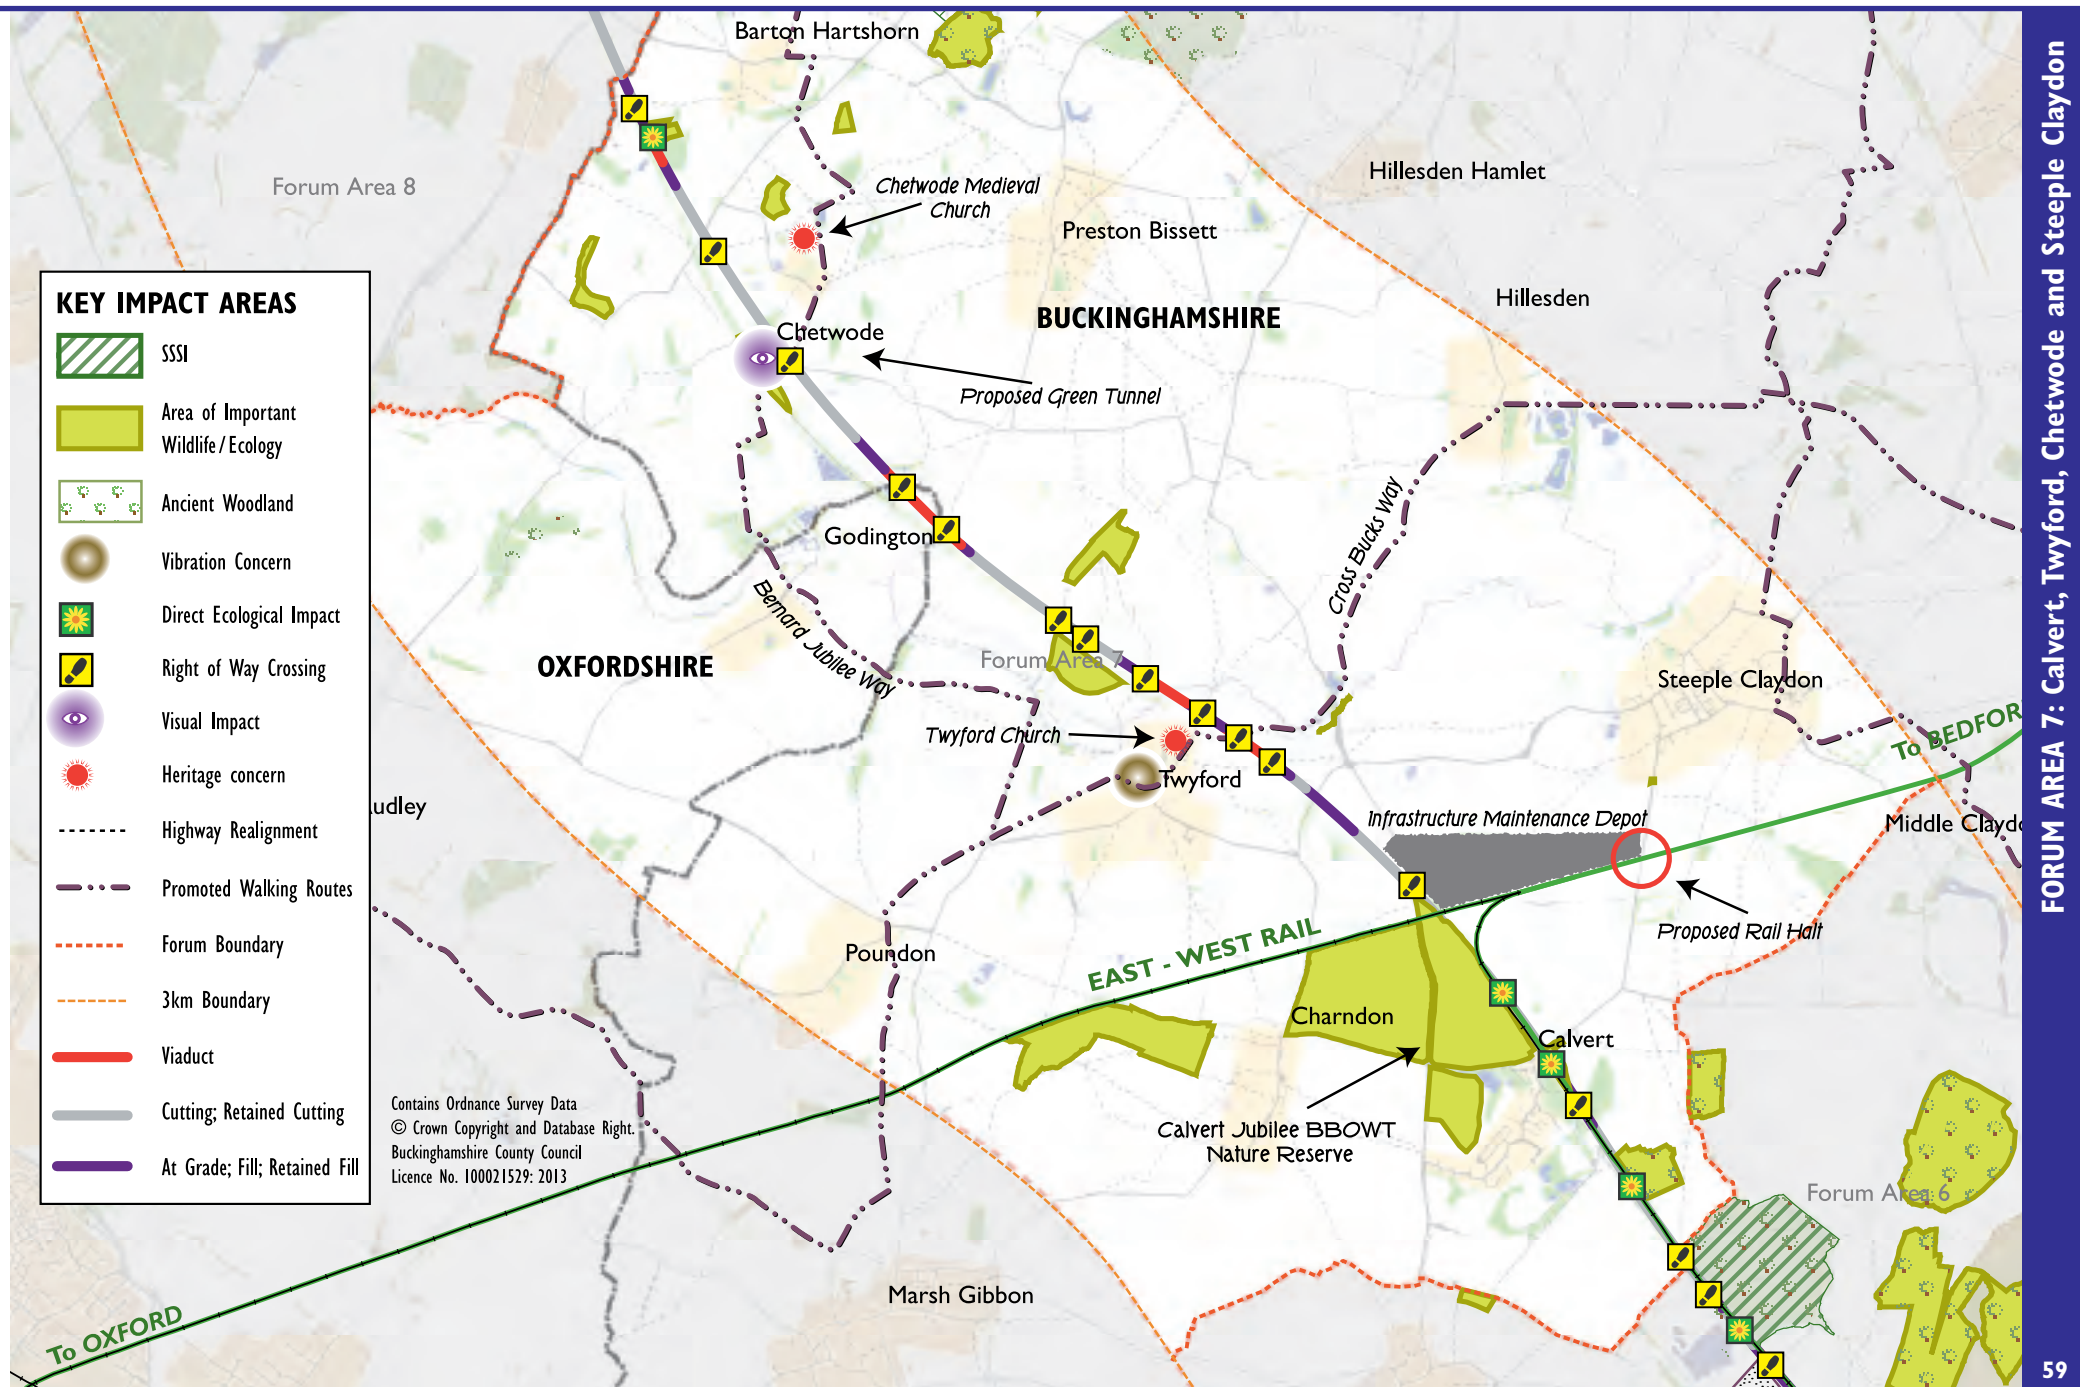 Barton Hartshorn
Forum Area 8
Chetwode Medieval
Church
Hillesden Hamlet
Preston Bissett
Hillesden
BUCKINGHAMSHIRE
Chetwode
Proposed Green Tunnel
KEY IMPACT AREAS
SSSI
Area of Important
Wildlife/Ecology
Ancient Woodland
Vibration Concern
Direct Ecological Impact
Right of Way Crossing
Visual Impact
Heritage concern
Highway Realignment
Promoted Walking Routes
Forum Boundary
3km Boundary
Viaduct
Cutting; Retained Cutting
At Grade; Fill; Retained Fill
Godington
Cross Bucks Way
Bernard Jubilee Way
OXFORDSHIRE
Forum Area 7
Steeple Claydon
Twyford Church
Twyford
To BEDFOR
udley
Infrastructure Maintenance Depot
Middle Claydo
Proposed Rail Halt
Poundon
EAST - WEST RAIL
Charndon
Calvert
Calvert Jubilee BBOWT
Nature Reserve
Contains Ordnance Survey Data
© Crown Copyright and Database Right.
Buckinghamshire County Council
Licence No. 100021529: 2013
Forum Area 6
Marsh Gibbon
To OXFORD
FORUM AREA 7: Calvert, Twyford, Chetwode and Steeple Claydon
59